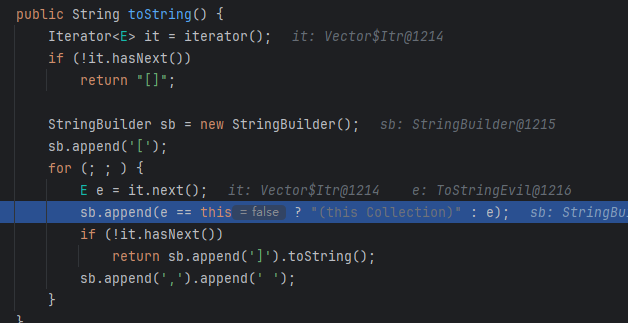 public String toString() {
Iterator<E> it = iterator();   it: Vector$Itr@1214
if (!it.hasNext())
return "[]";
StringBuilder sb = new StringBuilder();   sb: StringBuilder@1215
sb.append('[');
for (; ; ) {
E e = it.next();   it: Vector$Itr@1214   e: ToStringEvil@1216
sb.append(e == this = false ? "(this Collection)" : e);   sb: StringBu
if (!it.hasNext())
return sb.append(']').toString();
sb.append(',').append(' ');
}
}